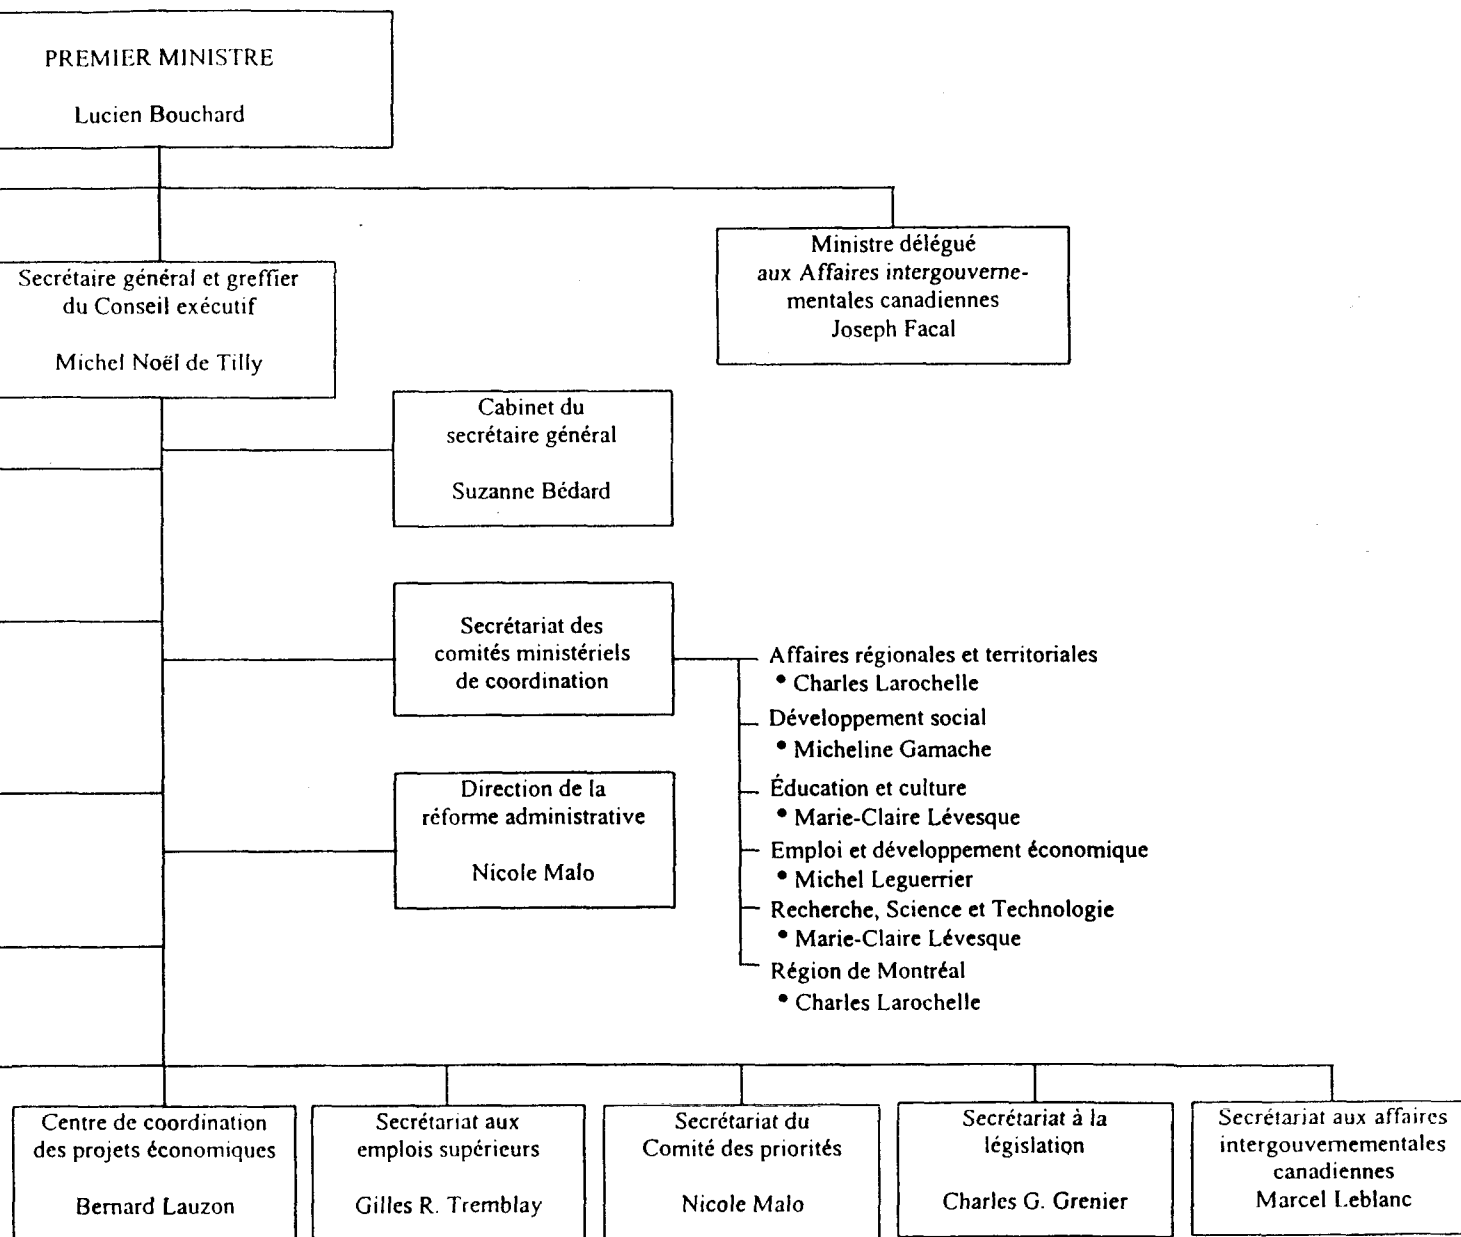 PREMIER MINISTRE
Lucien Bouchard
Ministre délégué
aux Affaires intergouverne-
mentales canadiennes
Joseph Facal
Secrétaire général et greffier
du Conseil exécutif
Michel Noël de Tilly
Cabinet du
secrétaire général
Suzanne Bédard
Secrétariat des
comités ministériels
de coordination
Affaires régionales et territoriales
• Charles Larochelle
Développement social
• Micheline Gamache
Éducation et culture
• Marie-Claire Lévesque
Emploi et développement économique
• Michel Leguerrier
Recherche, Science et Technologie
• Marie-Claire Lévesque
Région de Montréal
• Charles Larochelle
Direction de la
réforme administrative
Nicole Malo
Centre de coordination
des projets économiques
Bernard Lauzon
Secrétariat aux
emplois supérieurs
Gilles R. Tremblay
Secrétariat du
Comité des priorités
Nicole Malo
Secrétariat à la
législation
Charles G. Grenier
Secrétariat aux affaires
intergouvernementales
canadiennes
Marcel Leblanc